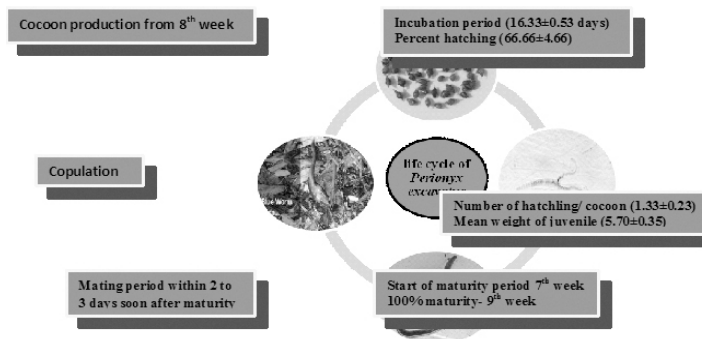 Cocoon production from 8th week
Incubation period (16.33±0.53 days)
Percent hatching (66.66±4.66)
Copulation
life cycle of
Perionyx
Number of hatchling/ cocoon (1.33±0.23)
Mean weight of juvenile (5.70±0.35)
Mating period within 2 to
3 days soon after maturity
Start of maturity period 7th week
100% maturity- 9th week